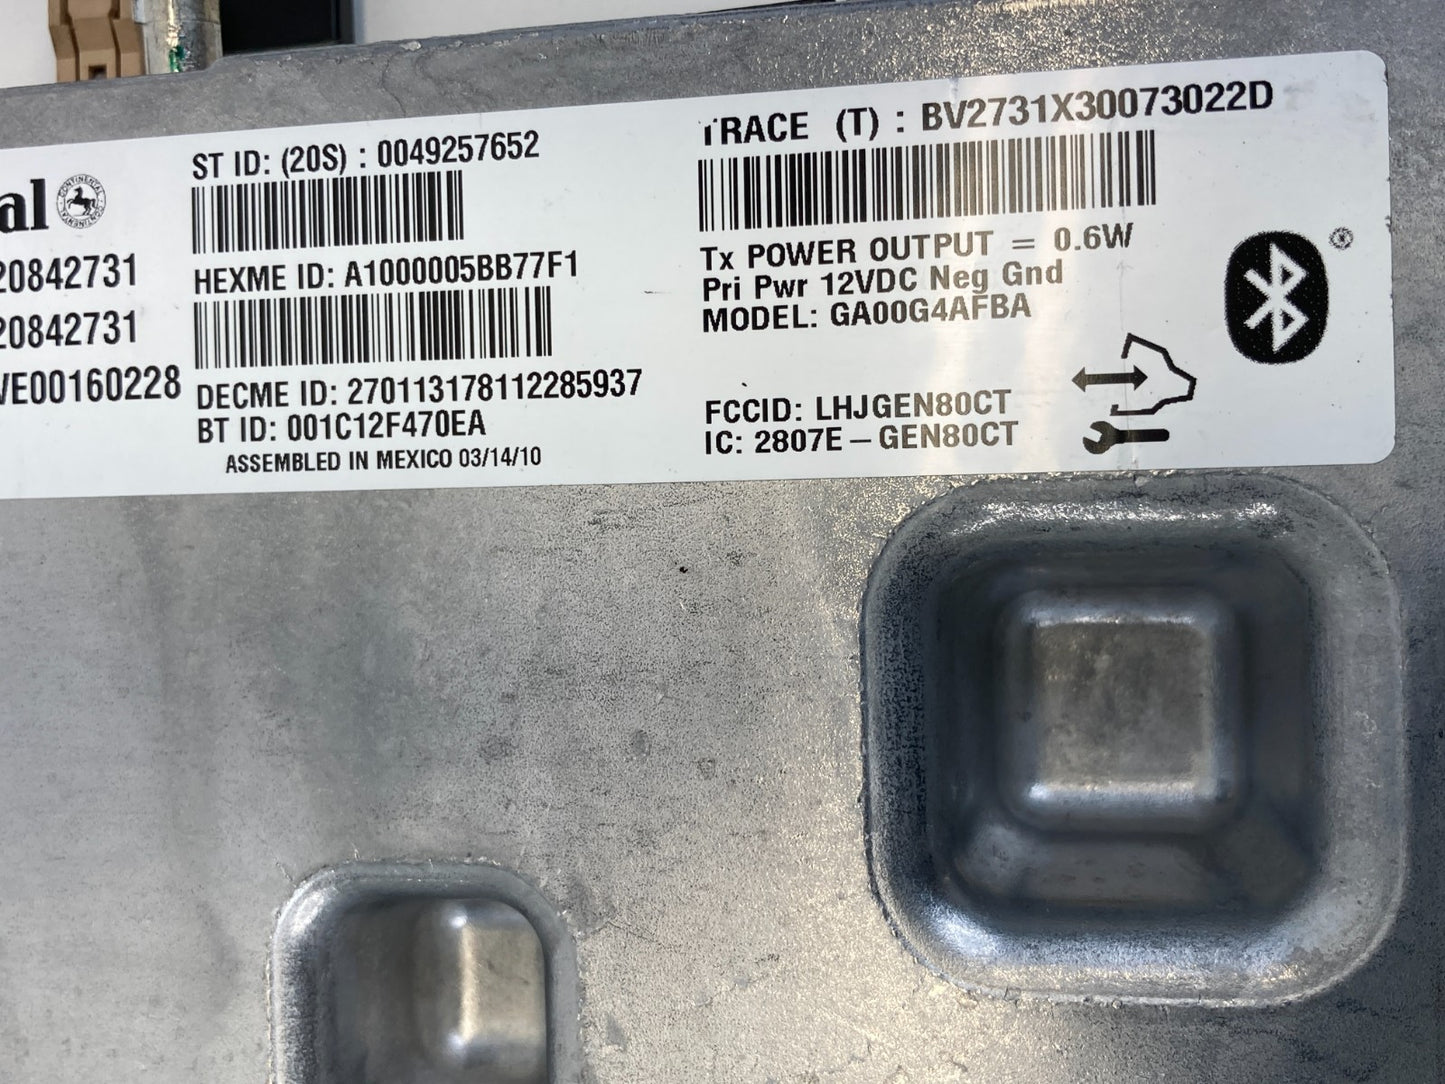 al
CONTINENTAL
CONTINENTAL
20842731
20842731
VE00160228
ST ID: (20S) : 0049257652
HEXME ID: A1000005BB77F1
DECME ID: 270113178112285937
BT ID: 001C12F470EA
ASSEMBLED IN MEXICO 03/14/10
TRACE (T) : BV2731X30073022D
Tx POWER OUTPUT = 0.6W
Pri Pwr 12VDC Neg Gnd
MODEL: GA00G4AFBA
FCCID: LHJGEN80CT
IC: 2807E-GEN80CT